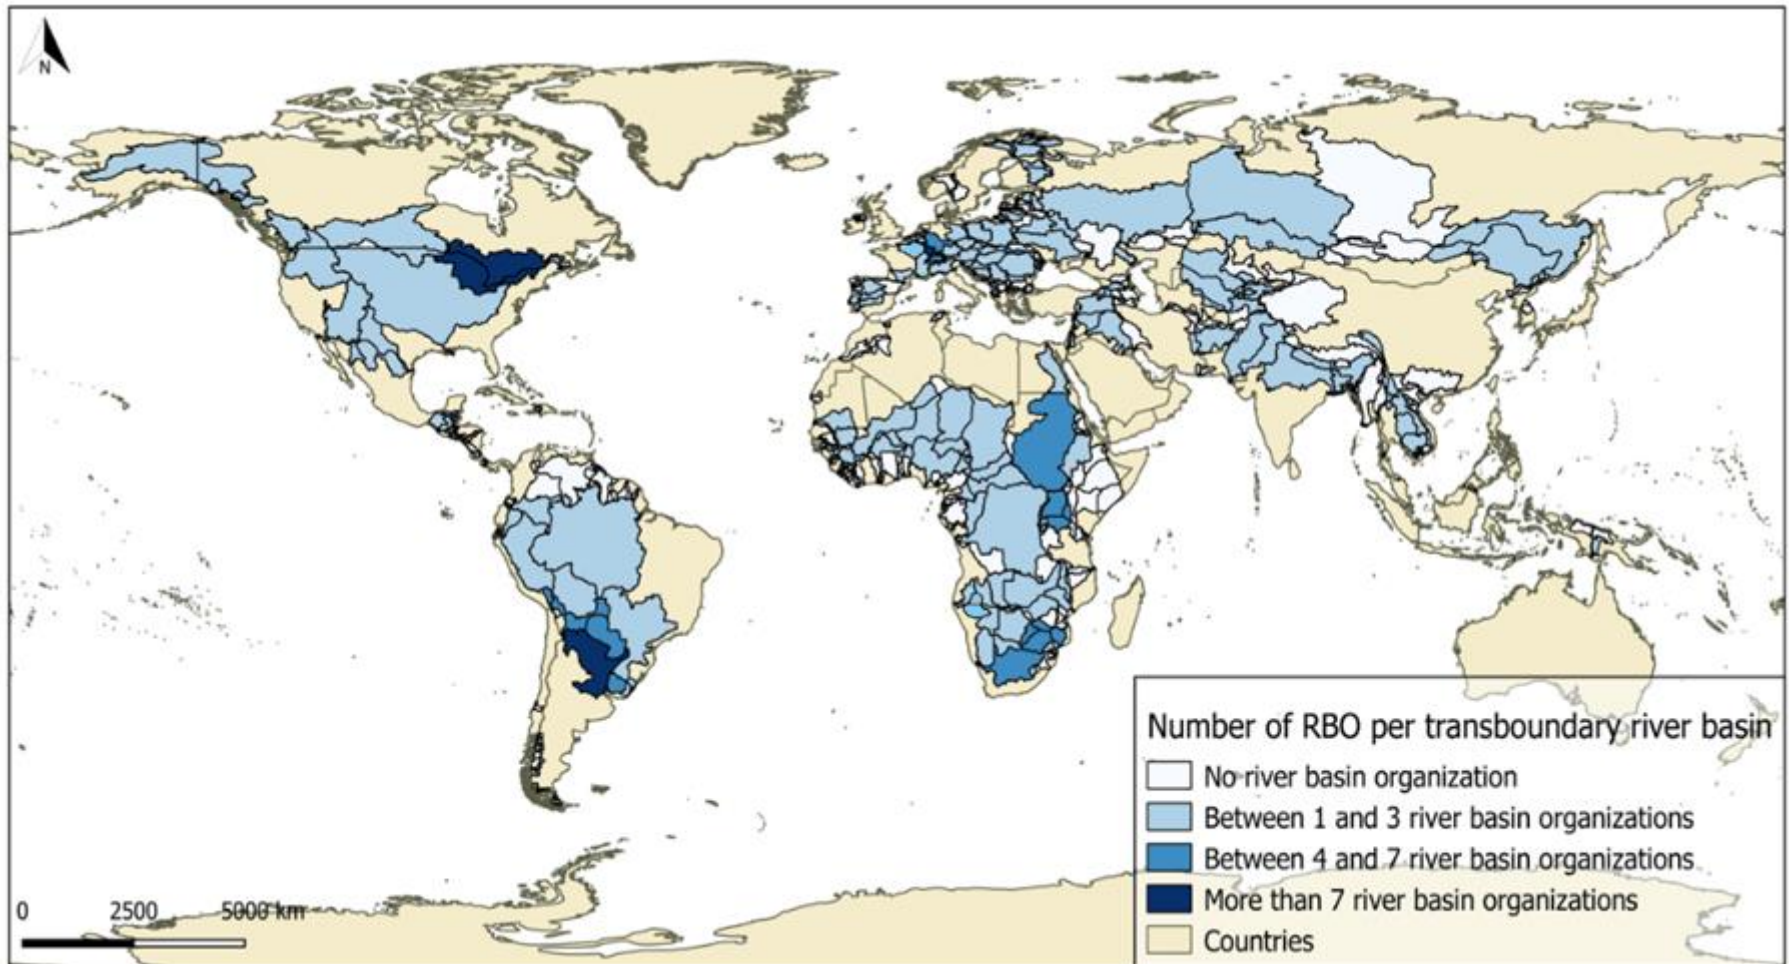 N
Number of RBO per transboundary river basin
No river basin organization
Between 1 and 3 river basin organizations
Between 4 and 7 river basin organizations
More than 7 river basin organizations
Countries
0 2500 5000 km